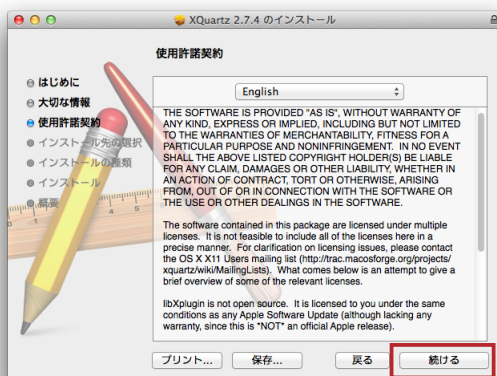 XQuartz 2.7.4 のインストール
使用許諾契約
はじめに
大切な情報
使用許諾契約
インストール先の選択
インストールの種類
インストール
概要
English
THE SOFTWARE IS PROVIDED "AS IS", WITHOUT WARRANTY OF
ANY KIND, EXPRESS OR IMPLIED, INCLUDING BUT NOT LIMITED
TO THE WARRANTIES OF MERCHANTABILITY, FITNESS FOR A
PARTICULAR PURPOSE AND NONINFRINGEMENT. IN NO EVENT
SHALL THE ABOVE LISTED COPYRIGHT HOLDER(S) BE LIABLE
FOR ANY CLAIM, DAMAGES OR OTHER LIABILITY, WHETHER IN
AN ACTION OF CONTRACT, TORT OR OTHERWISE, ARISING
FROM, OUT OF OR IN CONNECTION WITH THE SOFTWARE OR
THE USE OR OTHER DEALINGS IN THE SOFTWARE.
The software contained in this package are licensed under multiple
licenses. It is not feasible to include all of the licenses here in a
precise manner. For clarification on licensing issues, please contact
the OS X X11 Users mailing list (http://trac.macosforge.org/projects/
xquartz/wiki/MailingLists). What comes below is an attempt to give a
brief overview of some of the relevant licenses.
libXplugin is not open source. It is licensed to you under the same
conditions as any Apple Software Update (although lacking any
warranty, since this is *NOT* an official Apple release).
プリント... 保存... 戻る 続ける